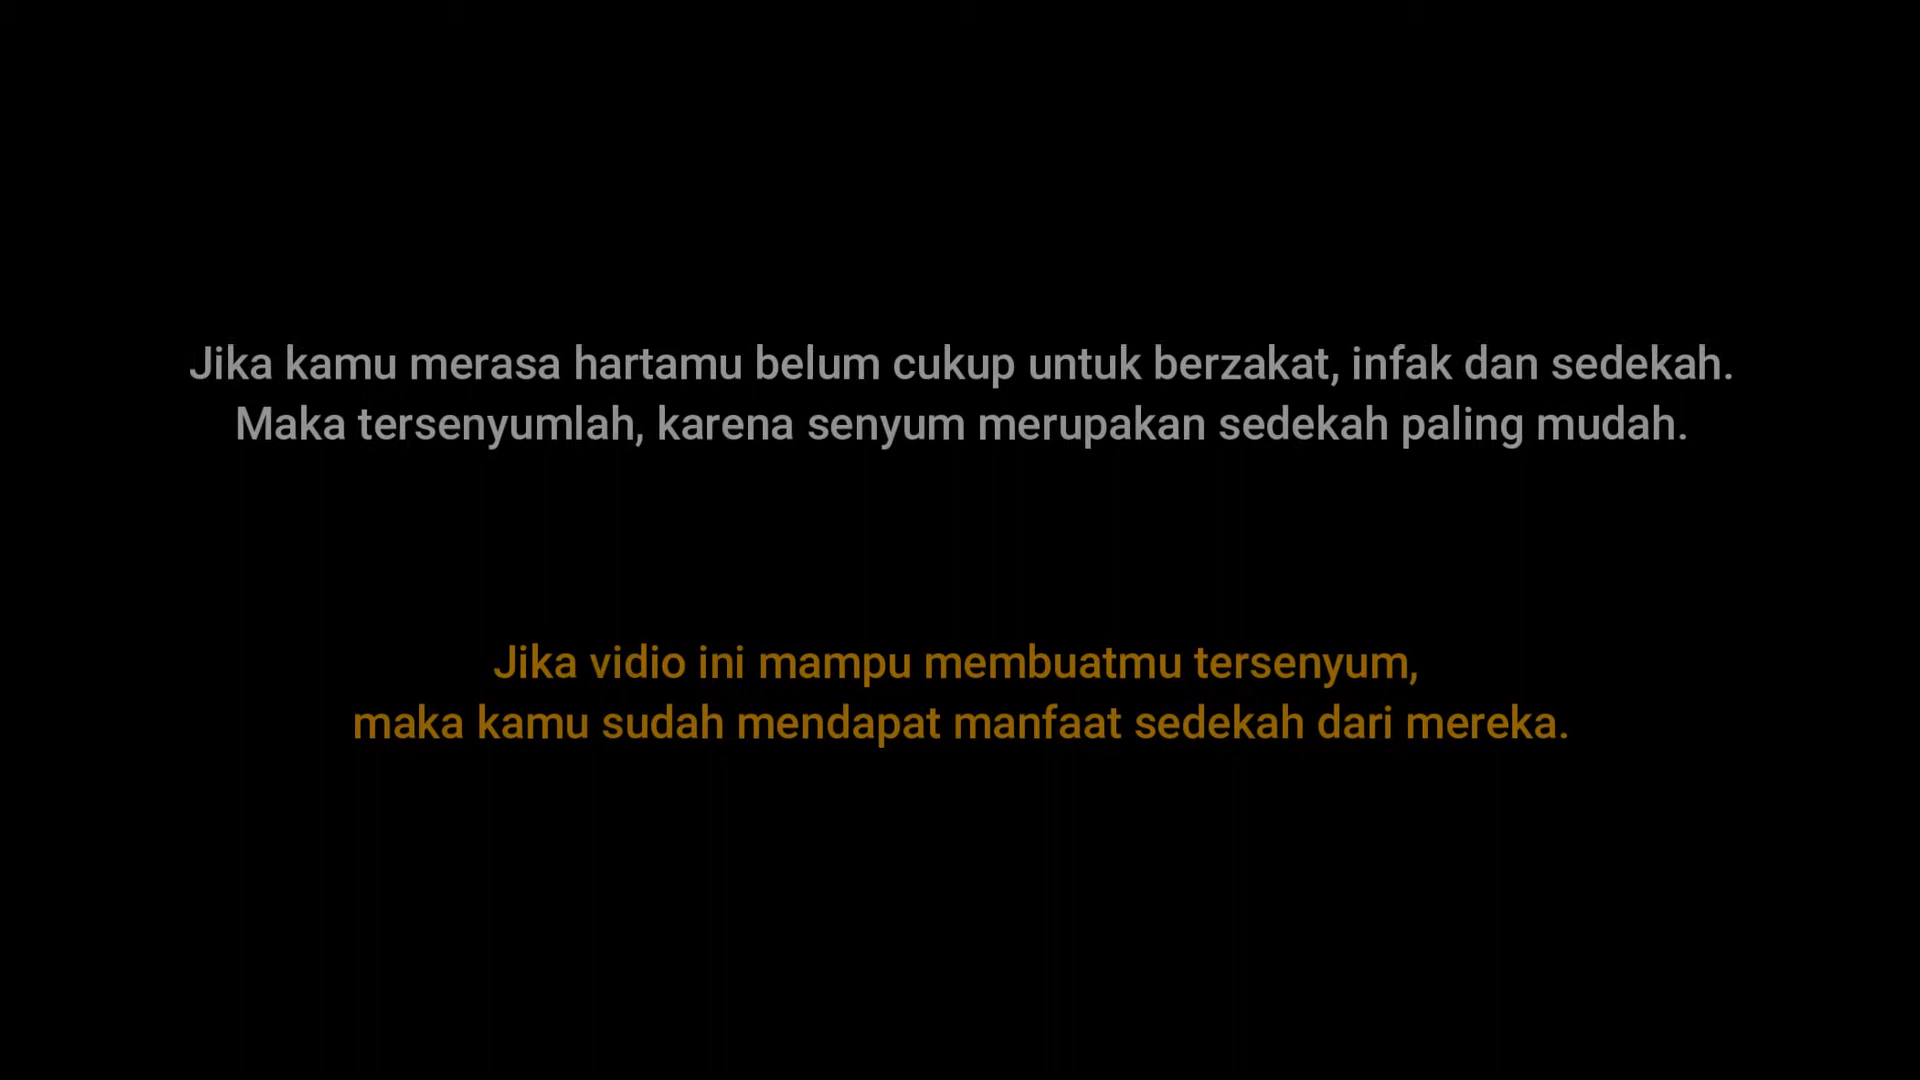 Jika kamu merasa hartamu belum cukup untuk berzakat, infak dan sedekah.
Maka tersenyumlah, karena senyum merupakan sedekah paling mudah.
Jika vidio ini mampu membuatmu tersenyum,
maka kamu sudah mendapat manfaat sedekah dari mereka.